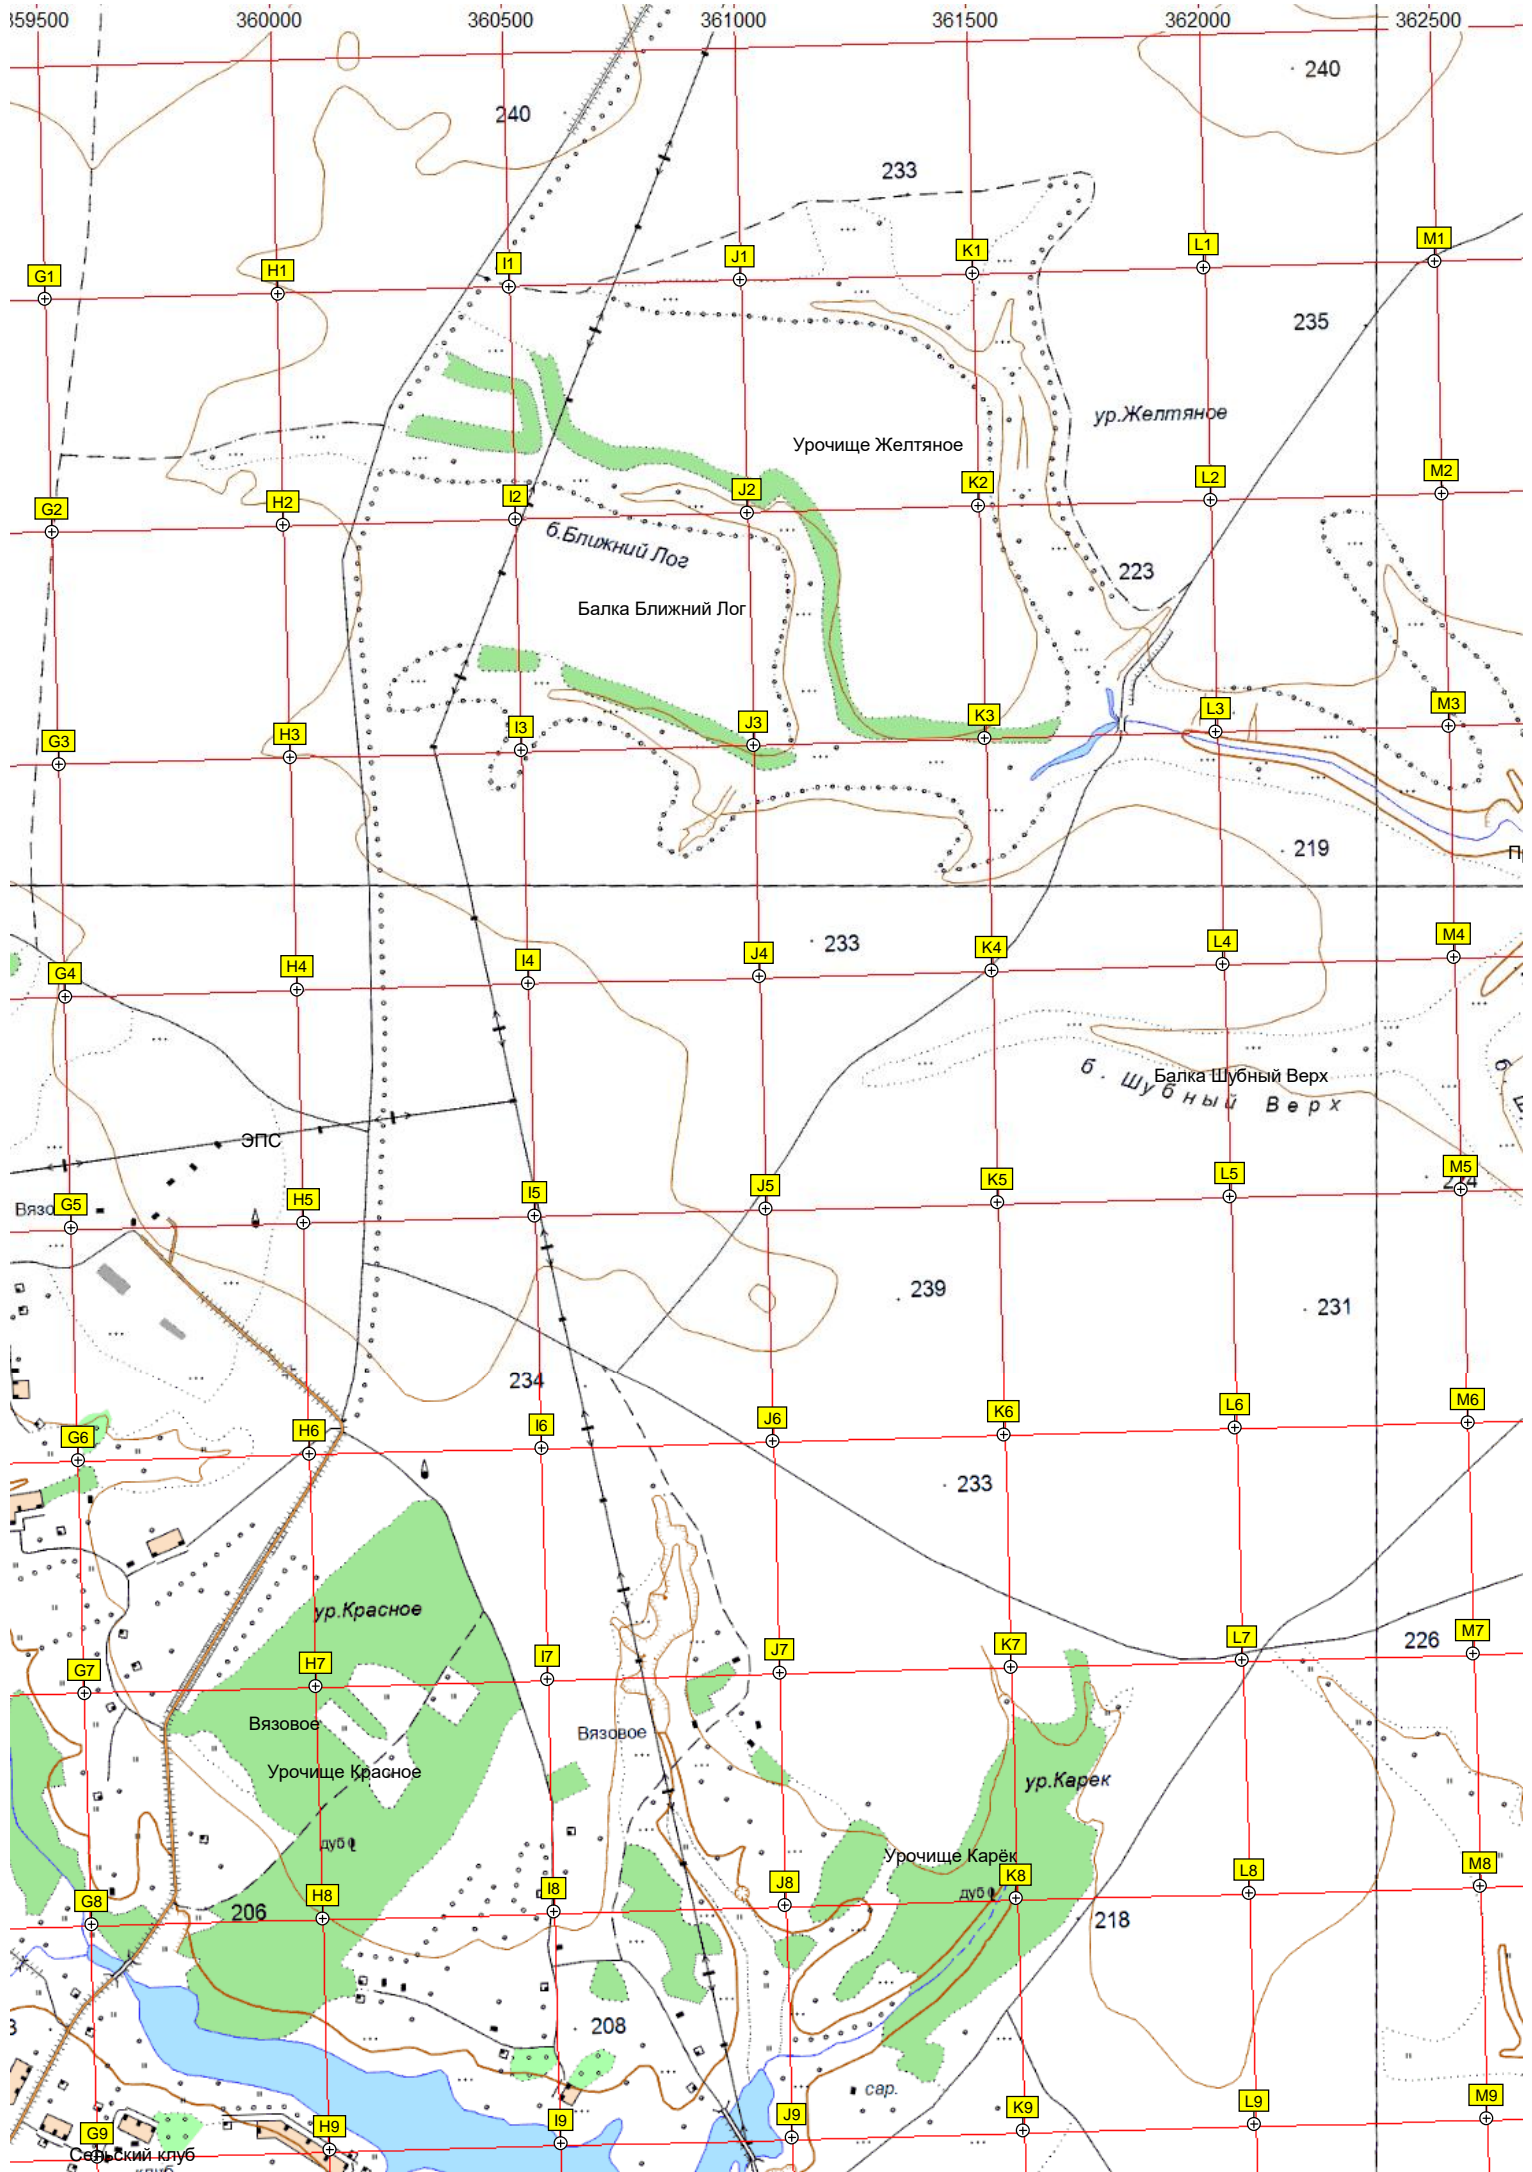 359500 360000 360500 361000 361500 362000 362500
240
240
233
G1 H1 I1 J1 K1 L1 M1
235
ур.Желтяное
Урочище Желтяное
G2 H2 I2 J2 K2 L2 M2
б.Ближний Лог
223
Балка Ближний Лог
G3 H3 I3 J3 K3 L3 M3
219
233
G4 H4 I4 J4 K4 L4 M4
б. Шубный Верх
Балка Шубный Верх
б.
ЭПС
G5 H5 I5 J5 K5 L5 M5
239
231
234
G6 H6 I6 J6 K6 L6 M6
233
ур.Красное
226
G7 H7 I7 J7 K7 L7 M7
Вязовое
Вязовое
Урочище Красное
ур.Карек
дуб
Урочище Карёк
дуб
G8 H8 I8 J8 K8 L8 M8
206
218
208
сар.
G9 H9 I9 J9 K9 L9 M9
Сельский клуб
клуб